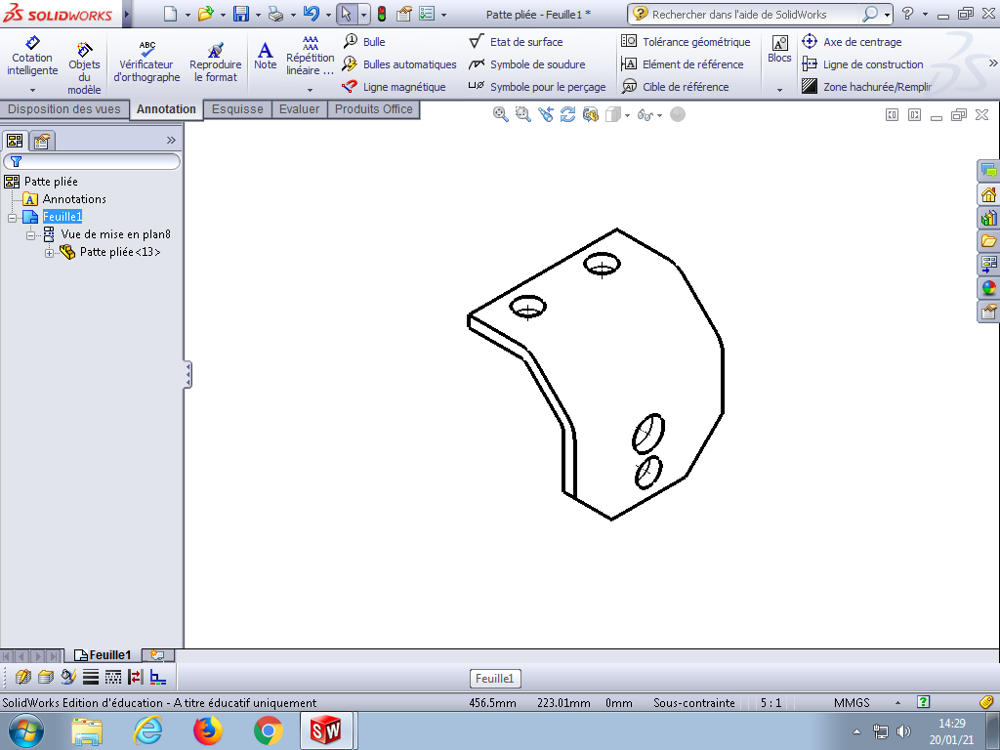 SOLIDWORKS
Patte pliée - Feuille1 *
Rechercher dans l'aide de SolidWorks
Cotation intelligente
Objets du modèle
ABC
Vérificateur d'orthographe
Reproduire le format
A
Note
AAA
AAA
Répétition linéaire ...
Bulle
Bulles automatiques
Ligne magnétique
Etat de surface
Symbole de soudure
Symbole pour le perçage
Tolérance géométrique
Elément de référence
Cible de référence
A
Blocs
Axe de centrage
Ligne de construction
Zone hachurée/Remplir
Disposition des vues
Annotation
Esquisse
Evaluer
Produits Office
Patte pliée
A Annotations
Feuille1
Vue de mise en plan8
Patte pliée<13>
Feuille1
Feuille1
SolidWorks Edition d'éducation - A titre éducatif uniquement
456.5mm
223.01mm
0mm
Sous-contrainte
5 : 1
MMGS
?
SW
14:29
20/01/21